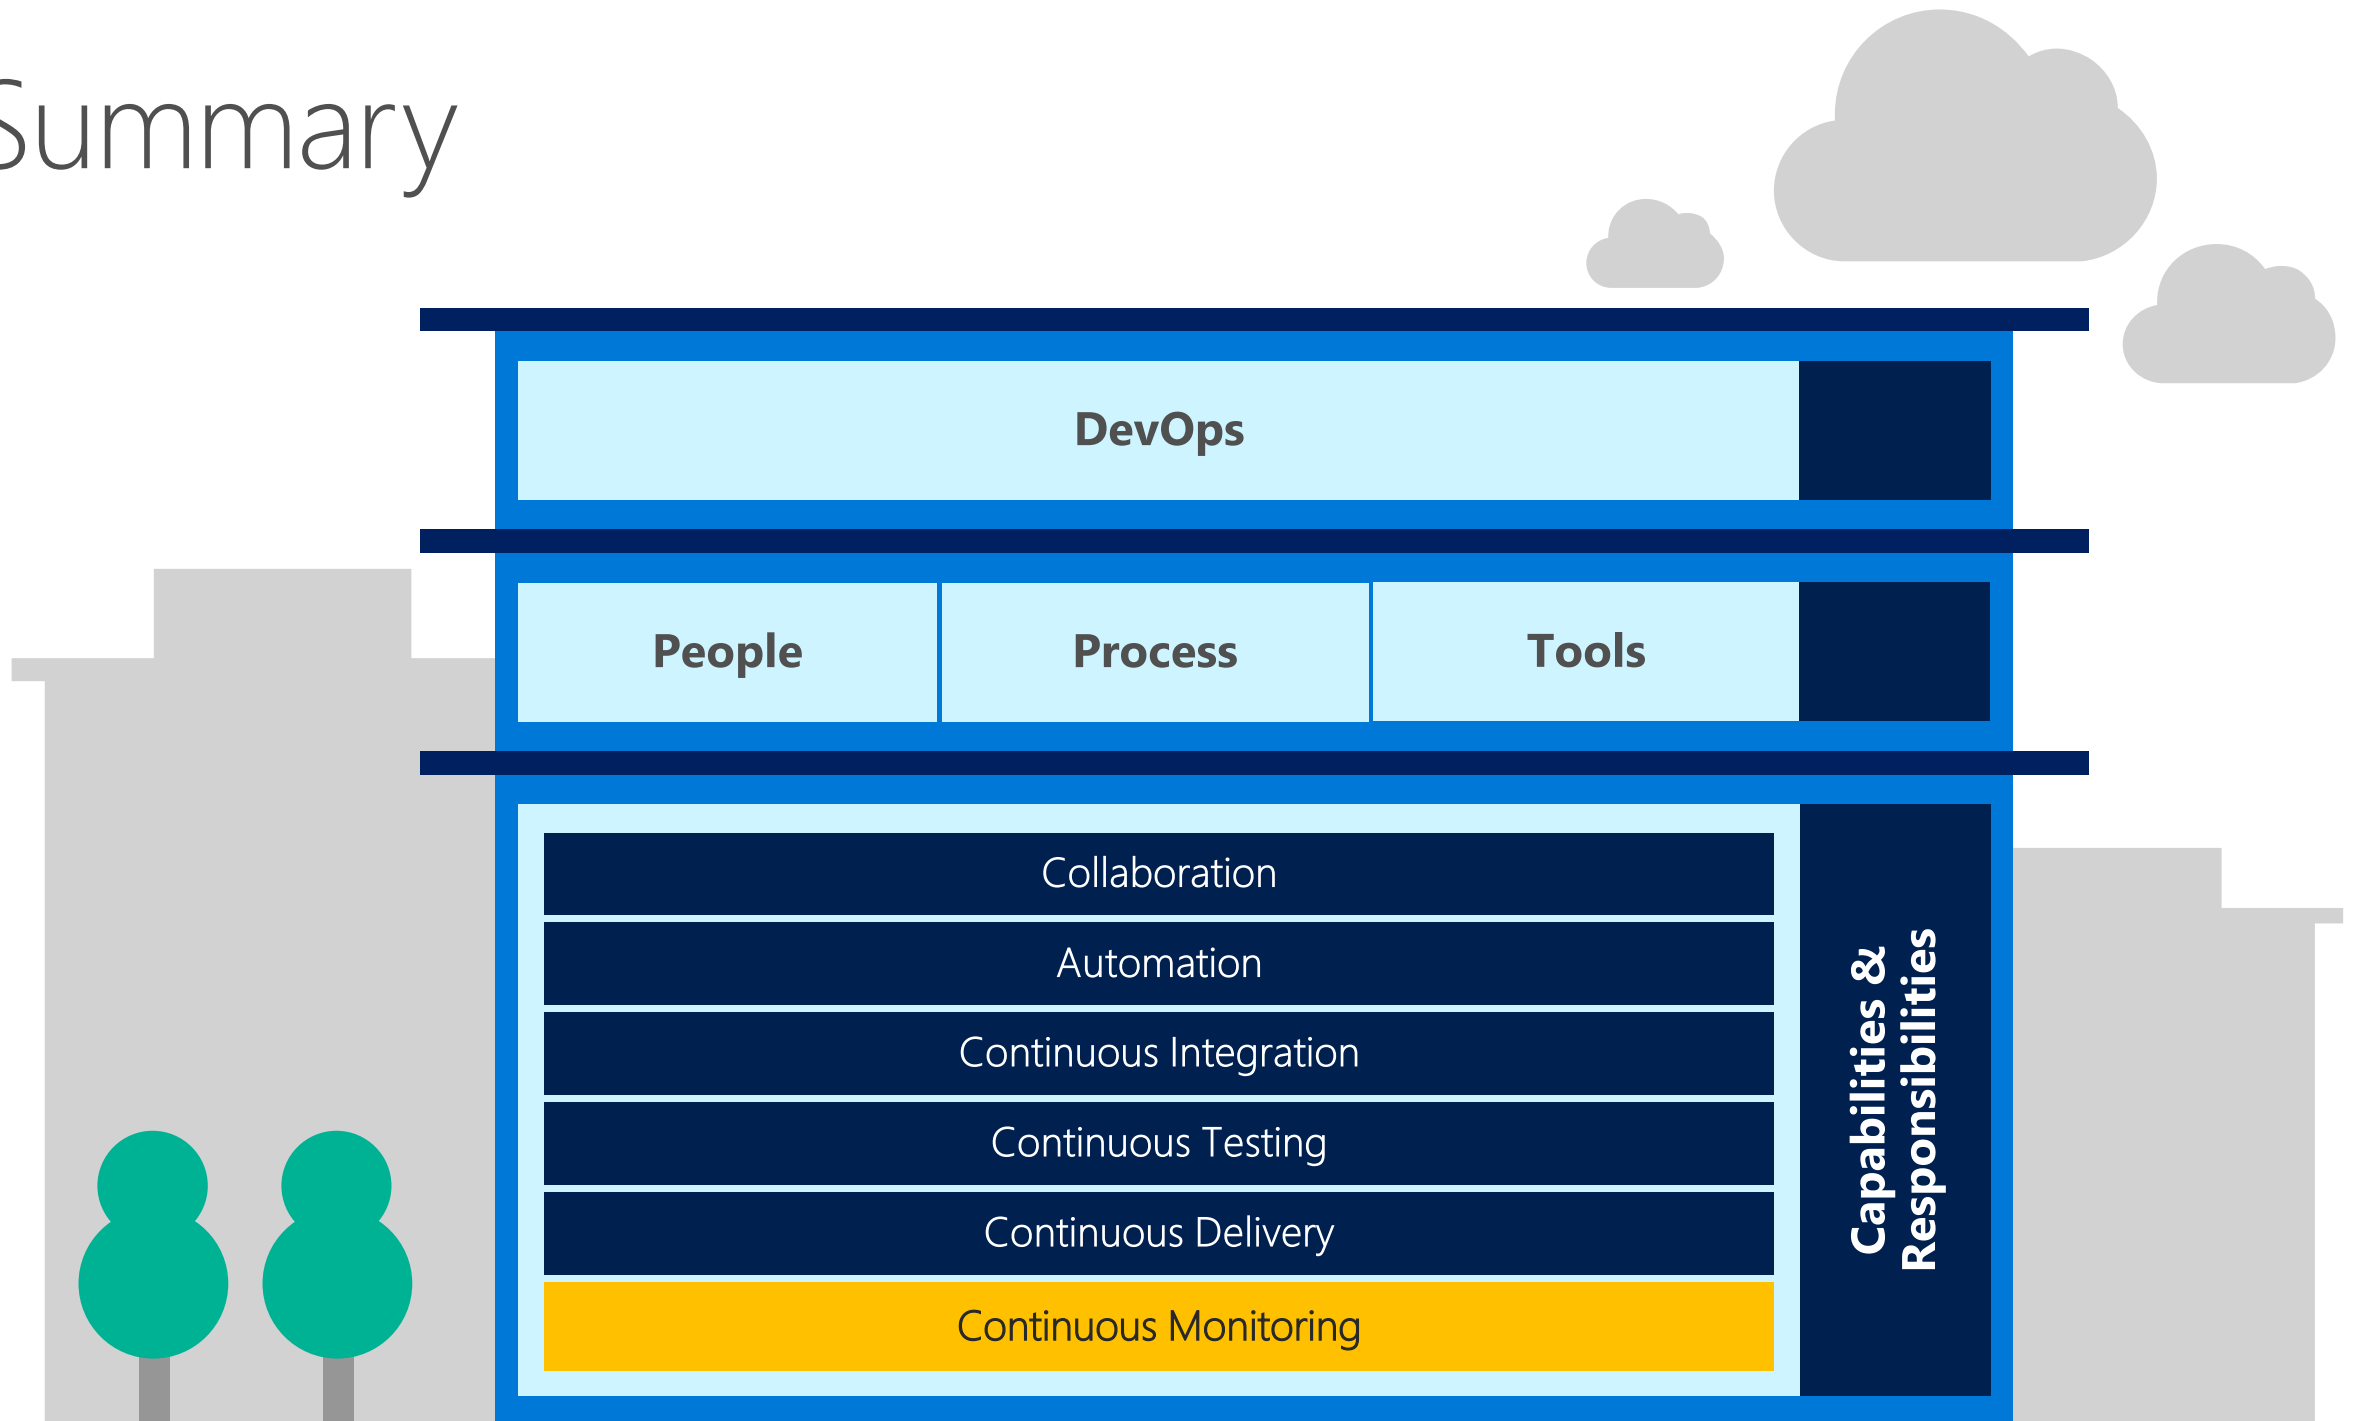 Summary
DevOps
People
Process
Tools
Collaboration
Automation
Continuous Integration
Continuous Testing
Continuous Delivery
Continuous Monitoring
Capabilities &
Responsibilities